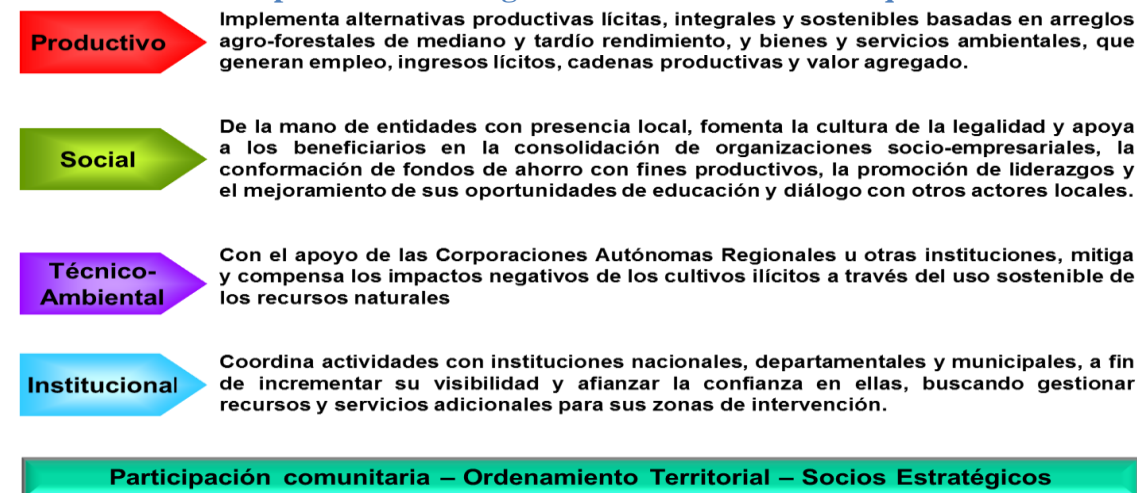 Productivo
Implementa alternativas productivas lícitas, integrales y sostenibles basadas en arreglos
agro-forestales de mediano y tardío rendimiento, y bienes y servicios ambientales, que
generan empleo, ingresos lícitos, cadenas productivas y valor agregado.
Social
De la mano de entidades con presencia local, fomenta la cultura de la legalidad y apoya
a los beneficiarios en la consolidación de organizaciones socio-empresariales, la
conformación de fondos de ahorro con fines productivos, la promoción de liderazgos y
el mejoramiento de sus oportunidades de educación y diálogo con otros actores locales.
Técnico-
Ambiental
Con el apoyo de las Corporaciones Autónomas Regionales u otras instituciones, mitiga
y compensa los impactos negativos de los cultivos ilícitos a través del uso sostenible de
los recursos naturales
Institucional
Coordina actividades con instituciones nacionales, departamentales y municipales, a fin
de incrementar su visibilidad y afianzar la confianza en ellas, buscando gestionar
recursos y servicios adicionales para sus zonas de intervención.
Participación comunitaria – Ordenamiento Territorial – Socios Estratégicos